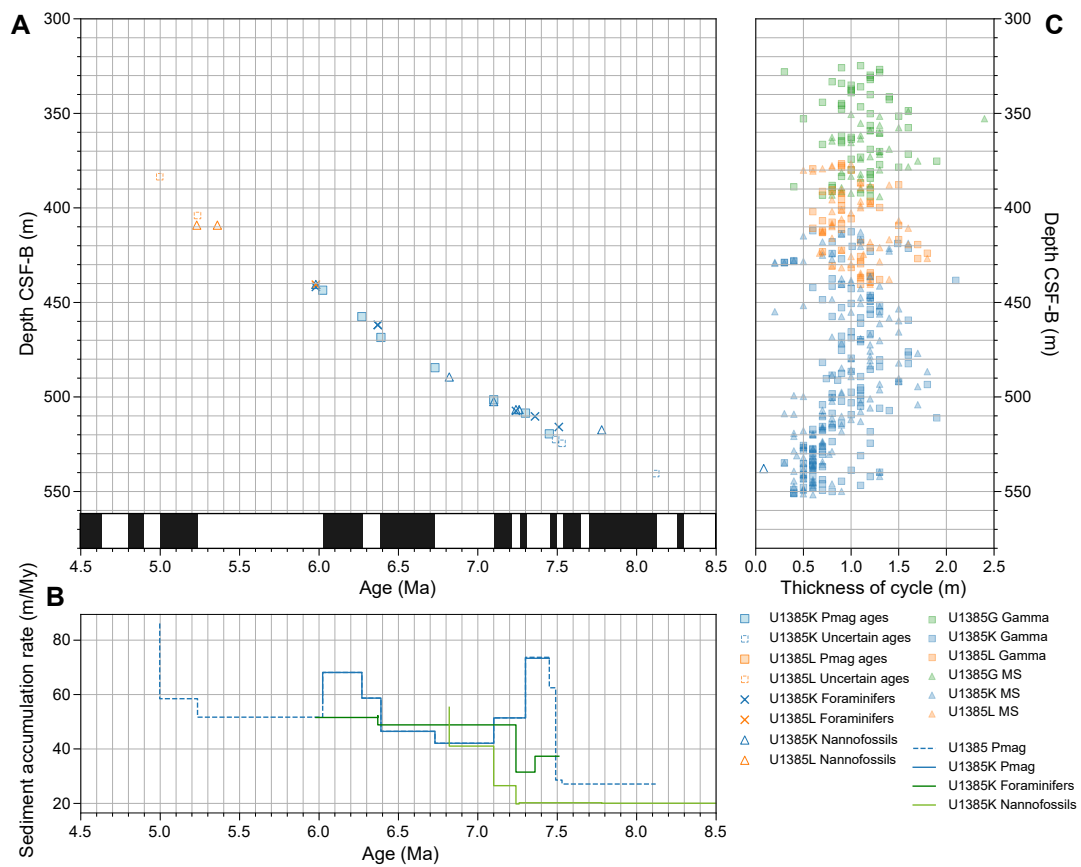 A
C
300
350
400
450
500
550
Depth CSF-B (m)
4.5 5.0 5.5 6.0 6.5 7.0 7.5 8.0 8.5
Age (Ma)
300
350
400
450
500
550
Depth CSF-B (m)
0.0 0.5 1.0 1.5 2.0 2.5
Thickness of cycle (m)
B
Sediment accumulation rate (m/My)
80
60
40
20
4.5 5.0 5.5 6.0 6.5 7.0 7.5 8.0 8.5
Age (Ma)
U1385K Pmag ages
U1385K Uncertain ages
U1385L Pmag ages
U1385L Uncertain ages
U1385K Foraminifers
U1385L Foraminifers
U1385K Nannofossils
U1385L Nannofossils
U1385G Gamma
U1385K Gamma
U1385L Gamma
U1385G MS
U1385K MS
U1385L MS
U1385 Pmag
U1385K Pmag
U1385K Foraminifers
U1385K Nannofossils